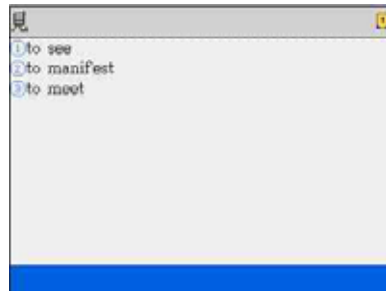 見
①to see
②to manifest
③to meet